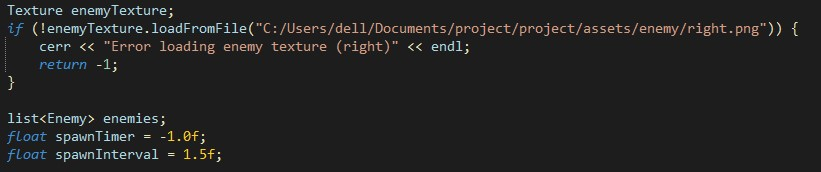 Texture enemyTexture;
if (!enemyTexture.loadFromFile("C:/Users/dell/Documents/project/project/assets/enemy/right.png")) {
    cerr << "Error loading enemy texture (right)" << endl;
    return -1;
}

list<Enemy> enemies;
float spawnTimer = -1.0f;
float spawnInterval = 1.5f;